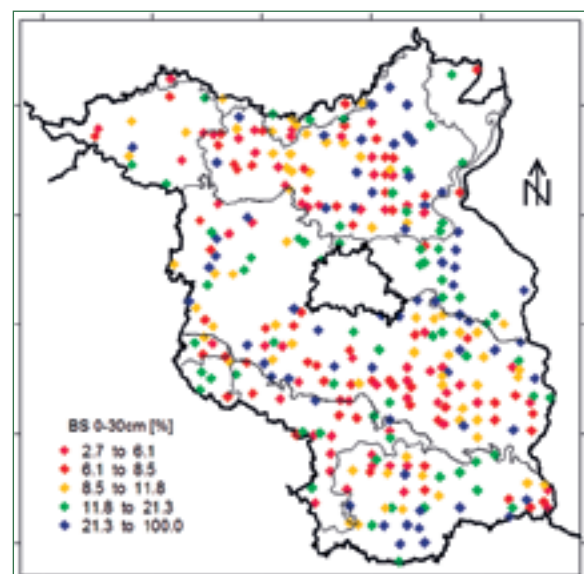 N
BS 0-30cm [%]
2.7 to 6.1
6.1 to 8.5
8.5 to 11.8
11.8 to 21.3
21.3 to 100.0